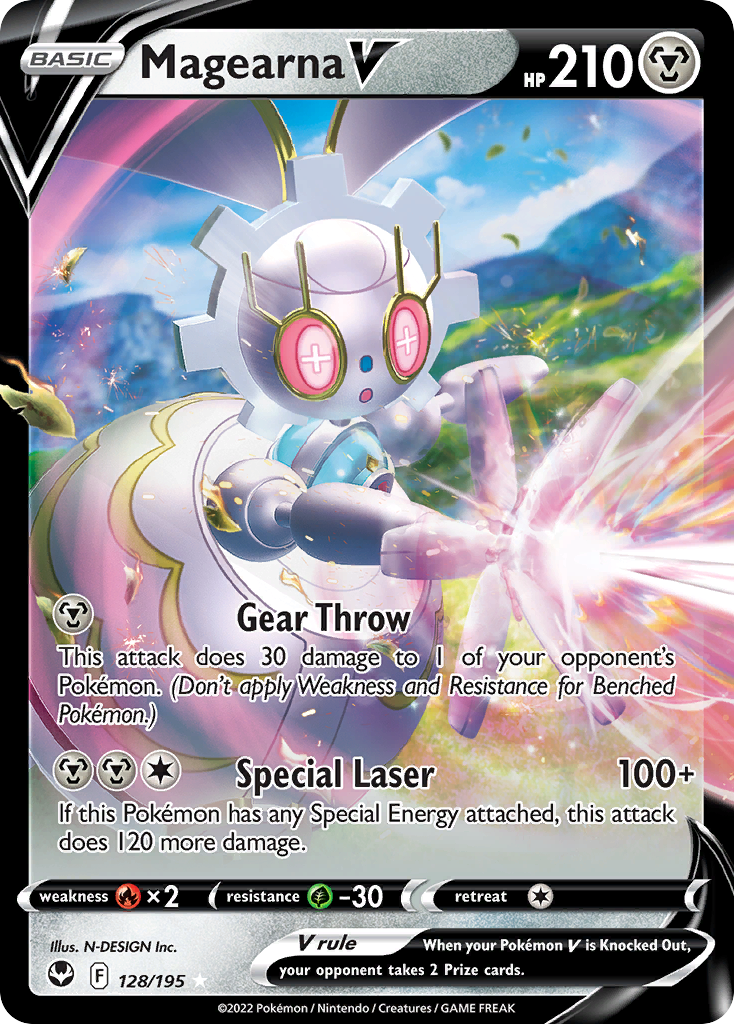 BASIC Magearna V HP 210
Gear Throw
This attack does 30 damage to 1 of your opponent's
Pokémon. (Don't apply Weakness and Resistance for Benched
Pokémon.)
Special Laser 100+
If this Pokémon has any Special Energy attached, this attack
does 120 more damage.
weakness ×2 resistance -30 retreat
Illus. N-DESIGN Inc.
V rule When your Pokémon V is Knocked Out,
your opponent takes 2 Prize cards.
F 128/195
©2022 Pokémon / Nintendo / Creatures / GAME FREAK